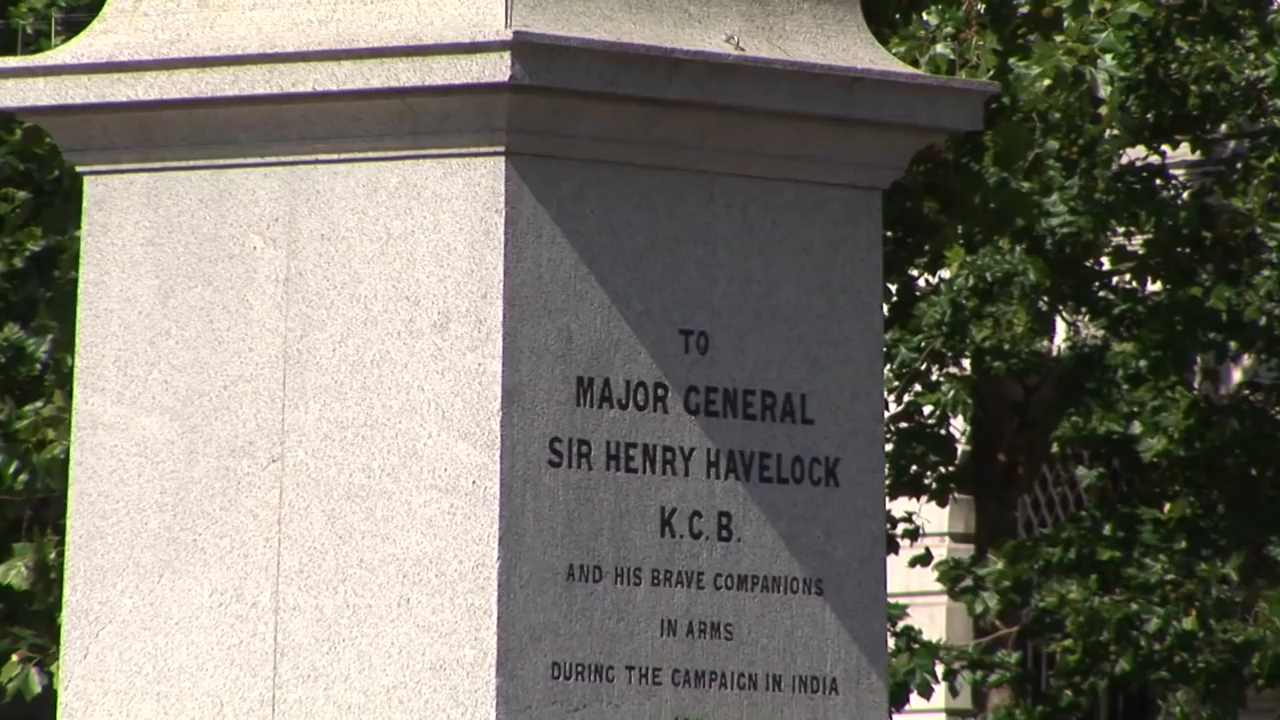 TO
MAJOR GENERAL
SIR HENRY HAVELOCK
K.C.B.
AND HIS BRAVE COMPANIONS
IN ARMS
DURING THE CAMPAIGN IN INDIA